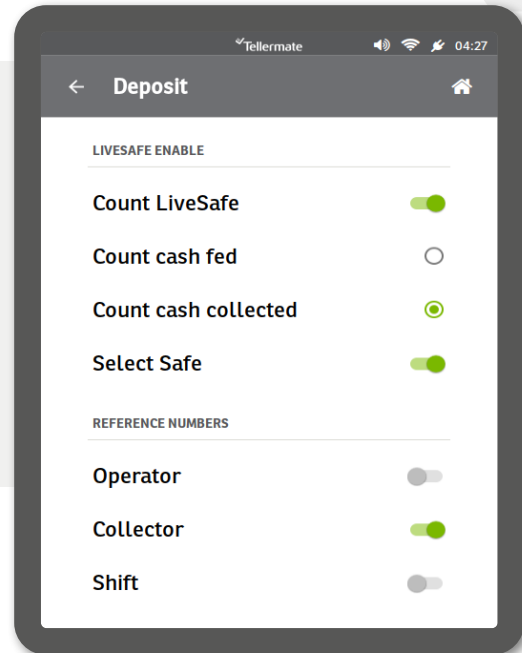 Tellermate 04:27
Deposit
LIVESAFE ENABLE
Count LiveSafe
Count cash fed
Count cash collected
Select Safe
REFERENCE NUMBERS
Operator
Collector
Shift